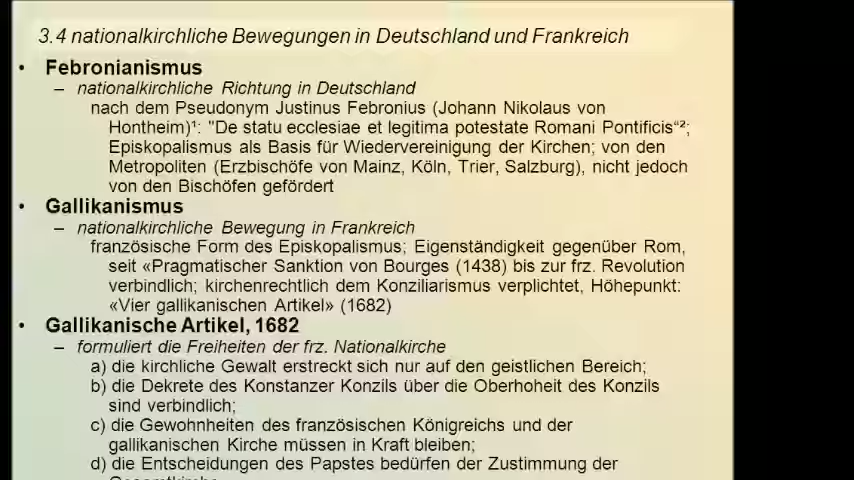 3.4 nationalkirchliche Bewegungen in Deutschland und Frankreich
• Febronianismus
– nationalkirchliche Richtung in Deutschland
nach dem Pseudonym Justinus Febronius (Johann Nikolaus von
Hontheim)¹: "De statu ecclesiae et legitima potestate Romani Pontificis“²;
Episkopalismus als Basis für Wiedervereinigung der Kirchen; von den
Metropoliten (Erzbischöfe von Mainz, Köln, Trier, Salzburg), nicht jedoch
von den Bischöfen gefördert
• Gallikanismus
– nationalkirchliche Bewegung in Frankreich
französische Form des Episkopalismus; Eigenständigkeit gegenüber Rom,
seit «Pragmatischer Sanktion von Bourges (1438) bis zur frz. Revolution
verbindlich; kirchenrechtlich dem Konziliarismus verplichtet, Höhepunkt:
«Vier gallikanischen Artikel» (1682)
• Gallikanische Artikel, 1682
– formuliert die Freiheiten der frz. Nationalkirche
a) die kirchliche Gewalt erstreckt sich nur auf den geistlichen Bereich;
b) die Dekrete des Konstanzer Konzils über die Oberhoheit des Konzils
sind verbindlich;
c) die Gewohnheiten des französischen Königreichs und der
gallikanischen Kirche müssen in Kraft bleiben;
d) die Entscheidungen des Papstes bedürfen der Zustimmung der